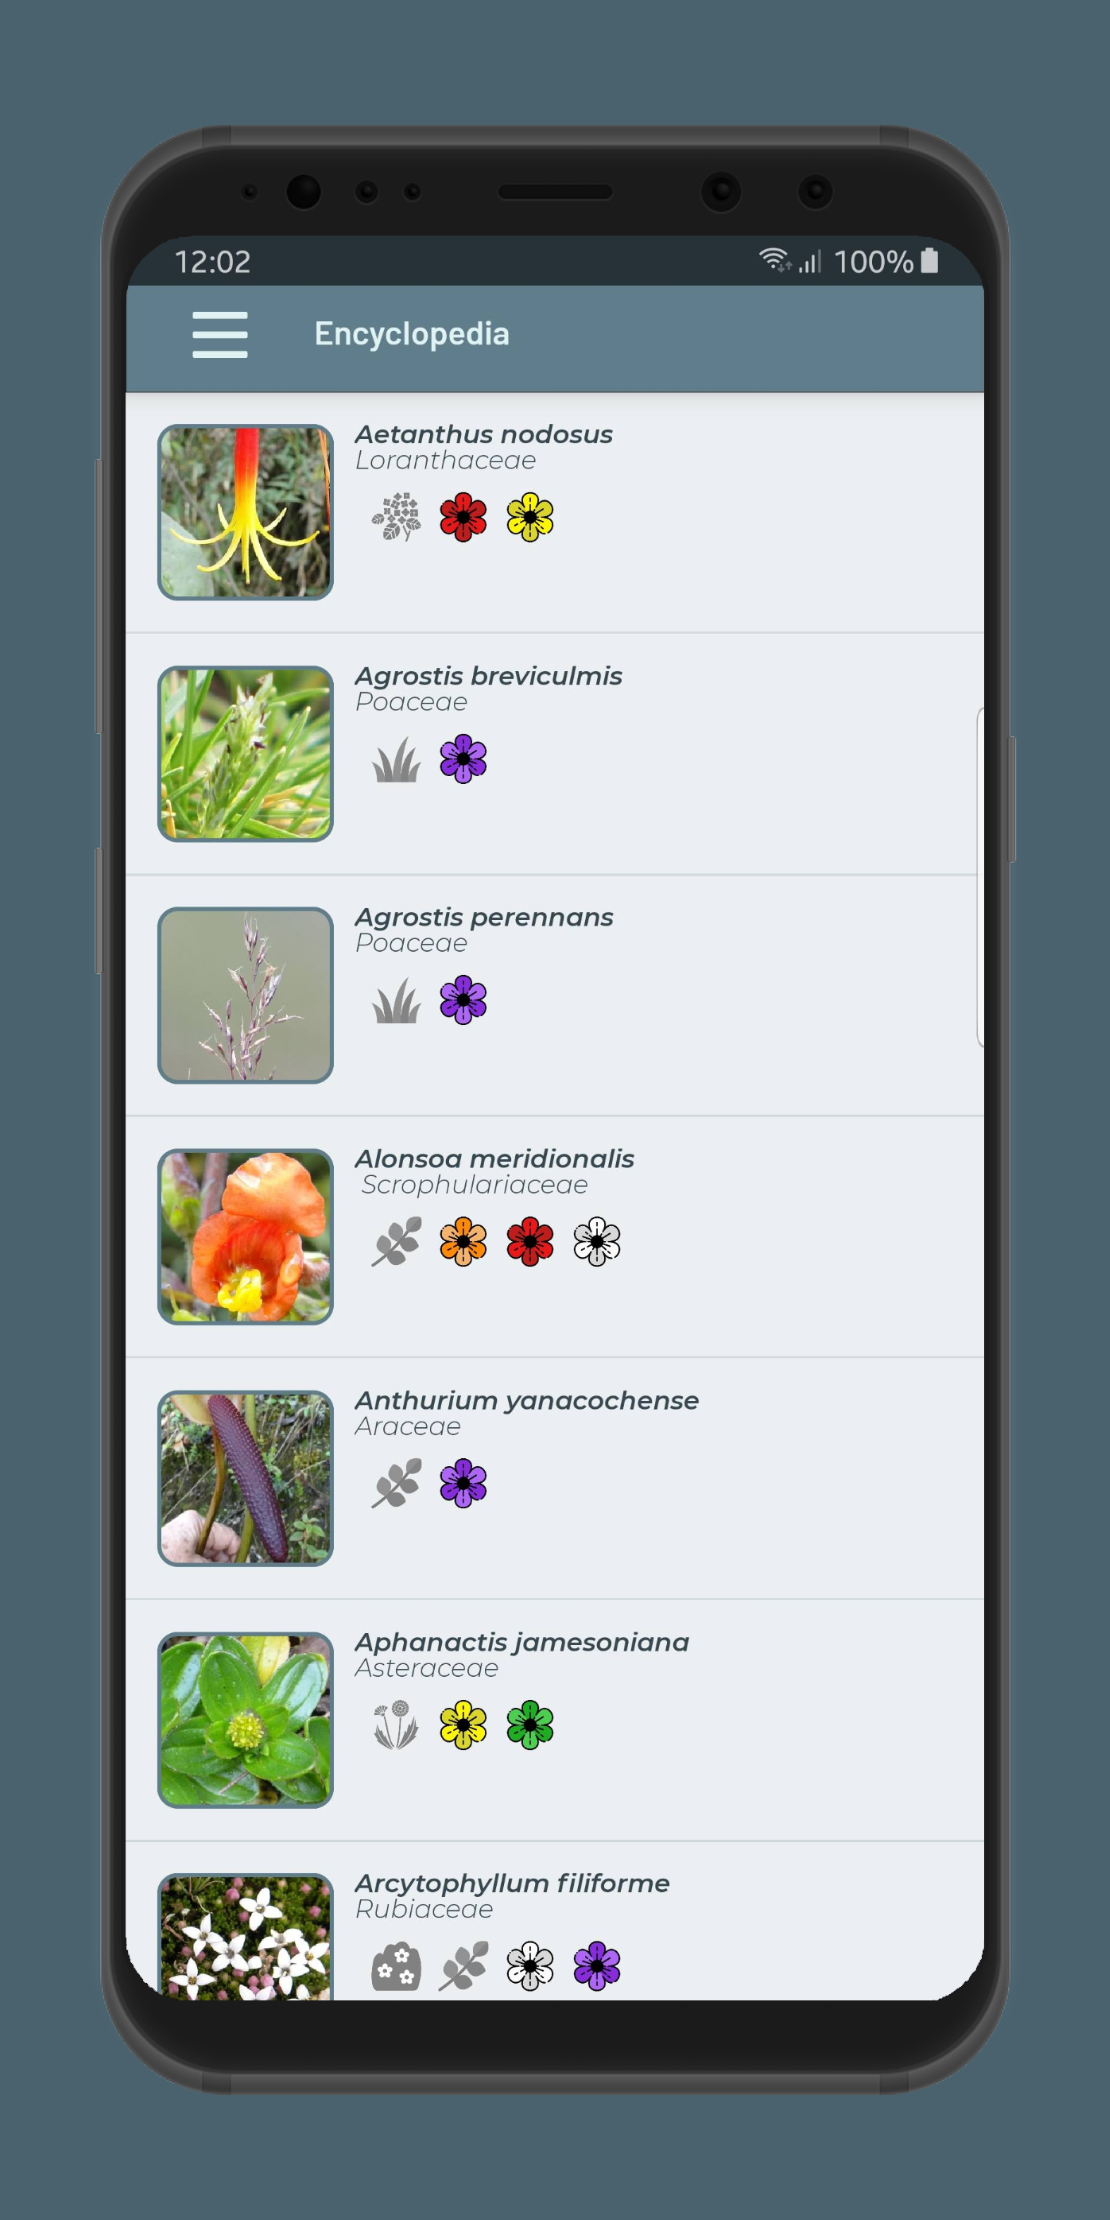 12:02 100%
Encyclopedia
Aetanthus nodosus
Loranthaceae
Agrostis breviculmis
Poaceae
Agrostis perennans
Poaceae
Alonsoa meridionalis
Scrophulariaceae
Anthurium yanacochense
Araceae
Aphanactis jamesoniana
Asteraceae
Arcytophyllum filiforme
Rubiaceae